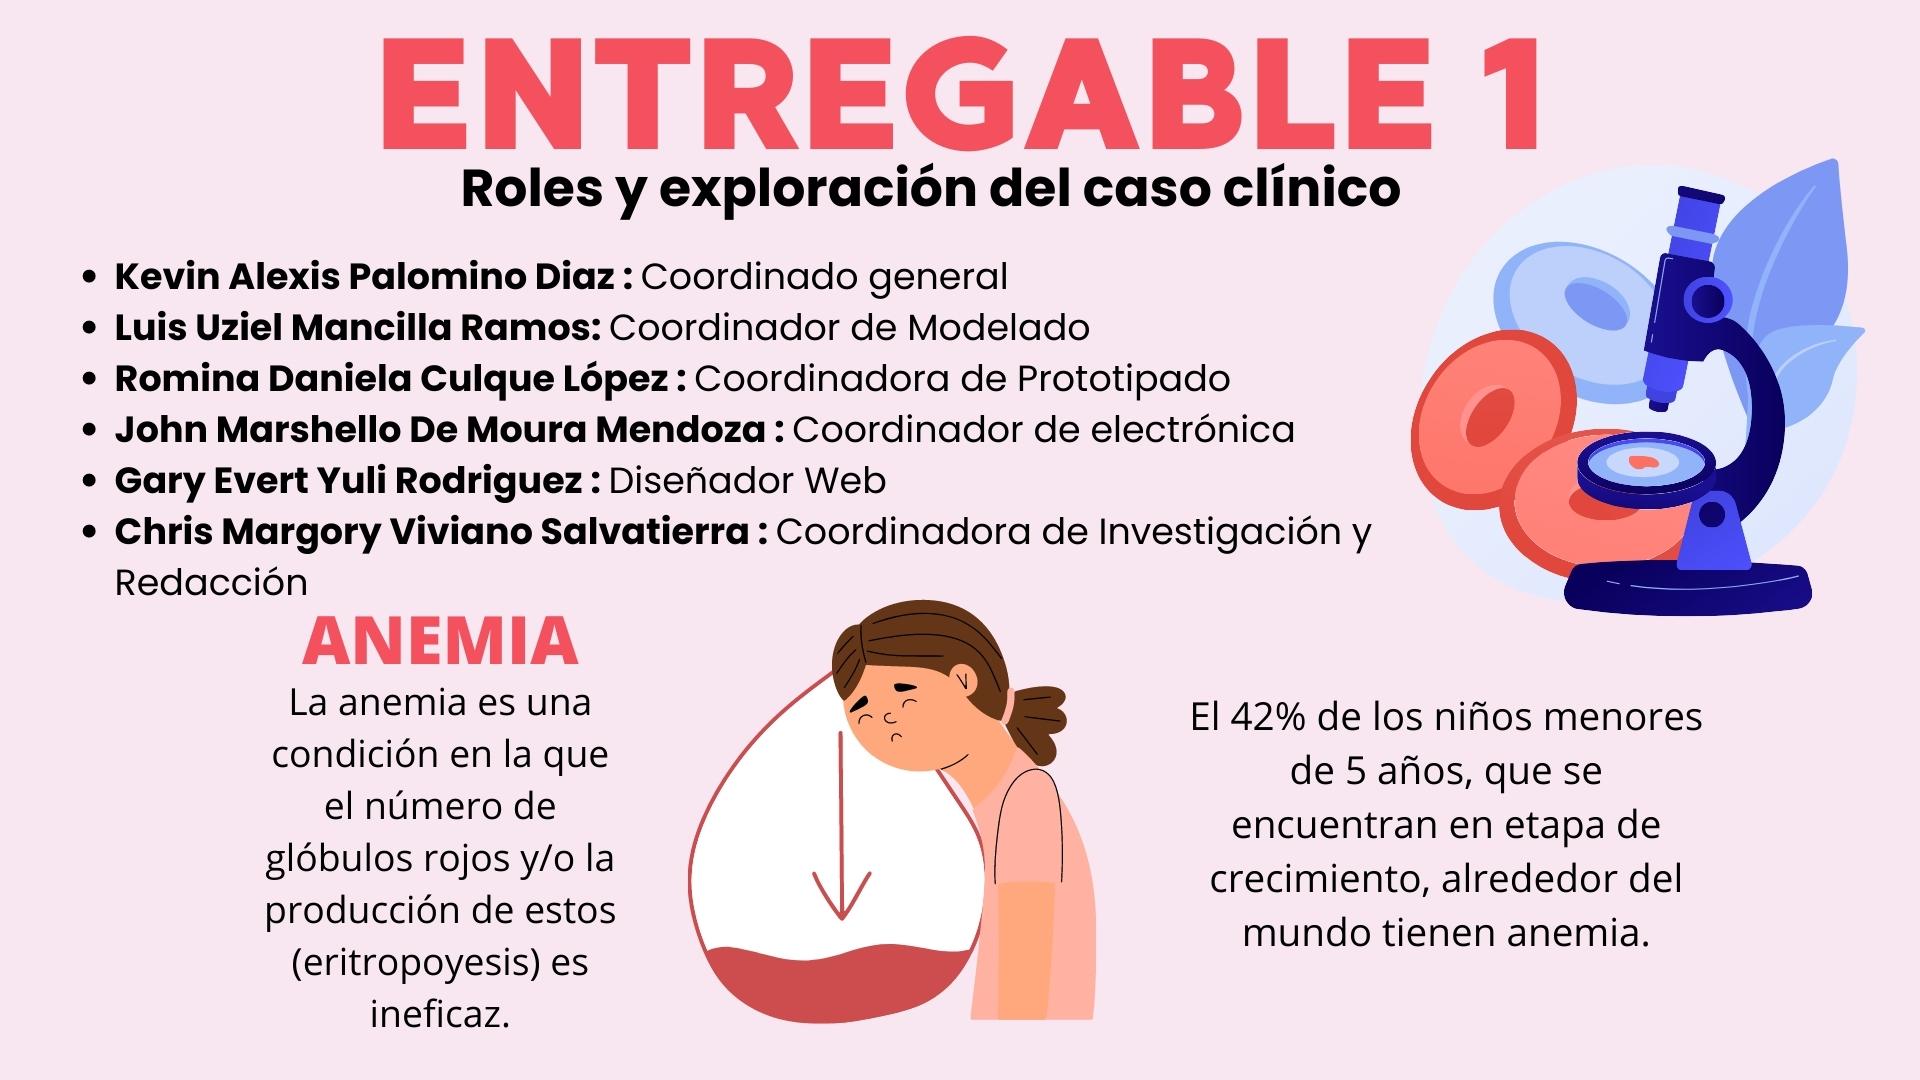 ENTREGABLE 1
Roles y exploración del caso clínico
• Kevin Alexis Palomino Diaz : Coordinado general
• Luis Uziel Mancilla Ramos: Coordinador de Modelado
• Romina Daniela Culque López : Coordinadora de Prototipado
• John Marshello De Moura Mendoza : Coordinador de electrónica
• Gary Evert Yuli Rodriguez : Diseñador Web
• Chris Margory Viviano Salvatierra : Coordinadora de Investigación y
Redacción
ANEMIA
La anemia es una
condición en la que
el número de
glóbulos rojos y/o la
producción de estos
(eritropoyesis) es
ineficaz.
El 42% de los niños menores
de 5 años, que se
encuentran en etapa de
crecimiento, alrededor del
mundo tienen anemia.